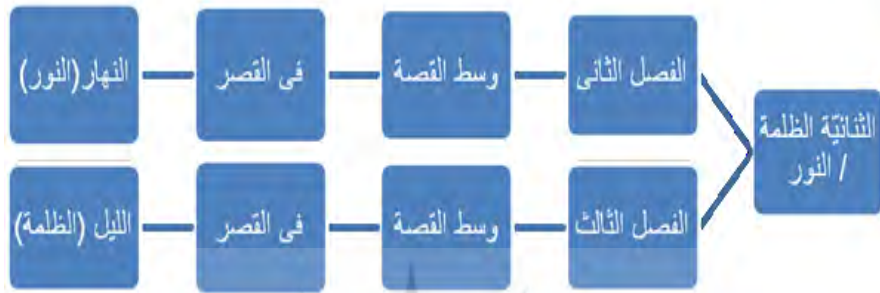 الثنائيّة الظلمة
/ النور
الفصل الثانى
وسط القصة
فى القصر
النهار(النور)
الفصل الثالث
وسط القصة
فى القصر
الليل (الظلمة)